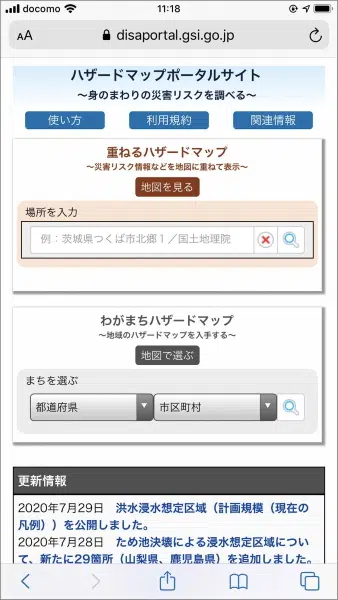 docomo 11:18
AA disaportal.gsi.go.jp
ハザードマップポータルサイト
～身のまわりの災害リスクを調べる～
使い方 利用規約 関連情報
重ねるハザードマップ
～災害リスク情報などを地図に重ねて表示～
地図を見る
場所を入力
例：茨城県つくば市北郷１／国土地理院
わがまちハザードマップ
～地域のハザードマップを入手する～
地図で選ぶ
まちを選ぶ
都道府県 市区町村
更新情報
2020年7月29日 洪水浸水想定区域（計画規模（現在の
凡例））を公開しました。
2020年7月28日 ため池決壊による浸水想定区域につい
て、新たに29箇所（山梨県、鹿児島県）を追加しました。